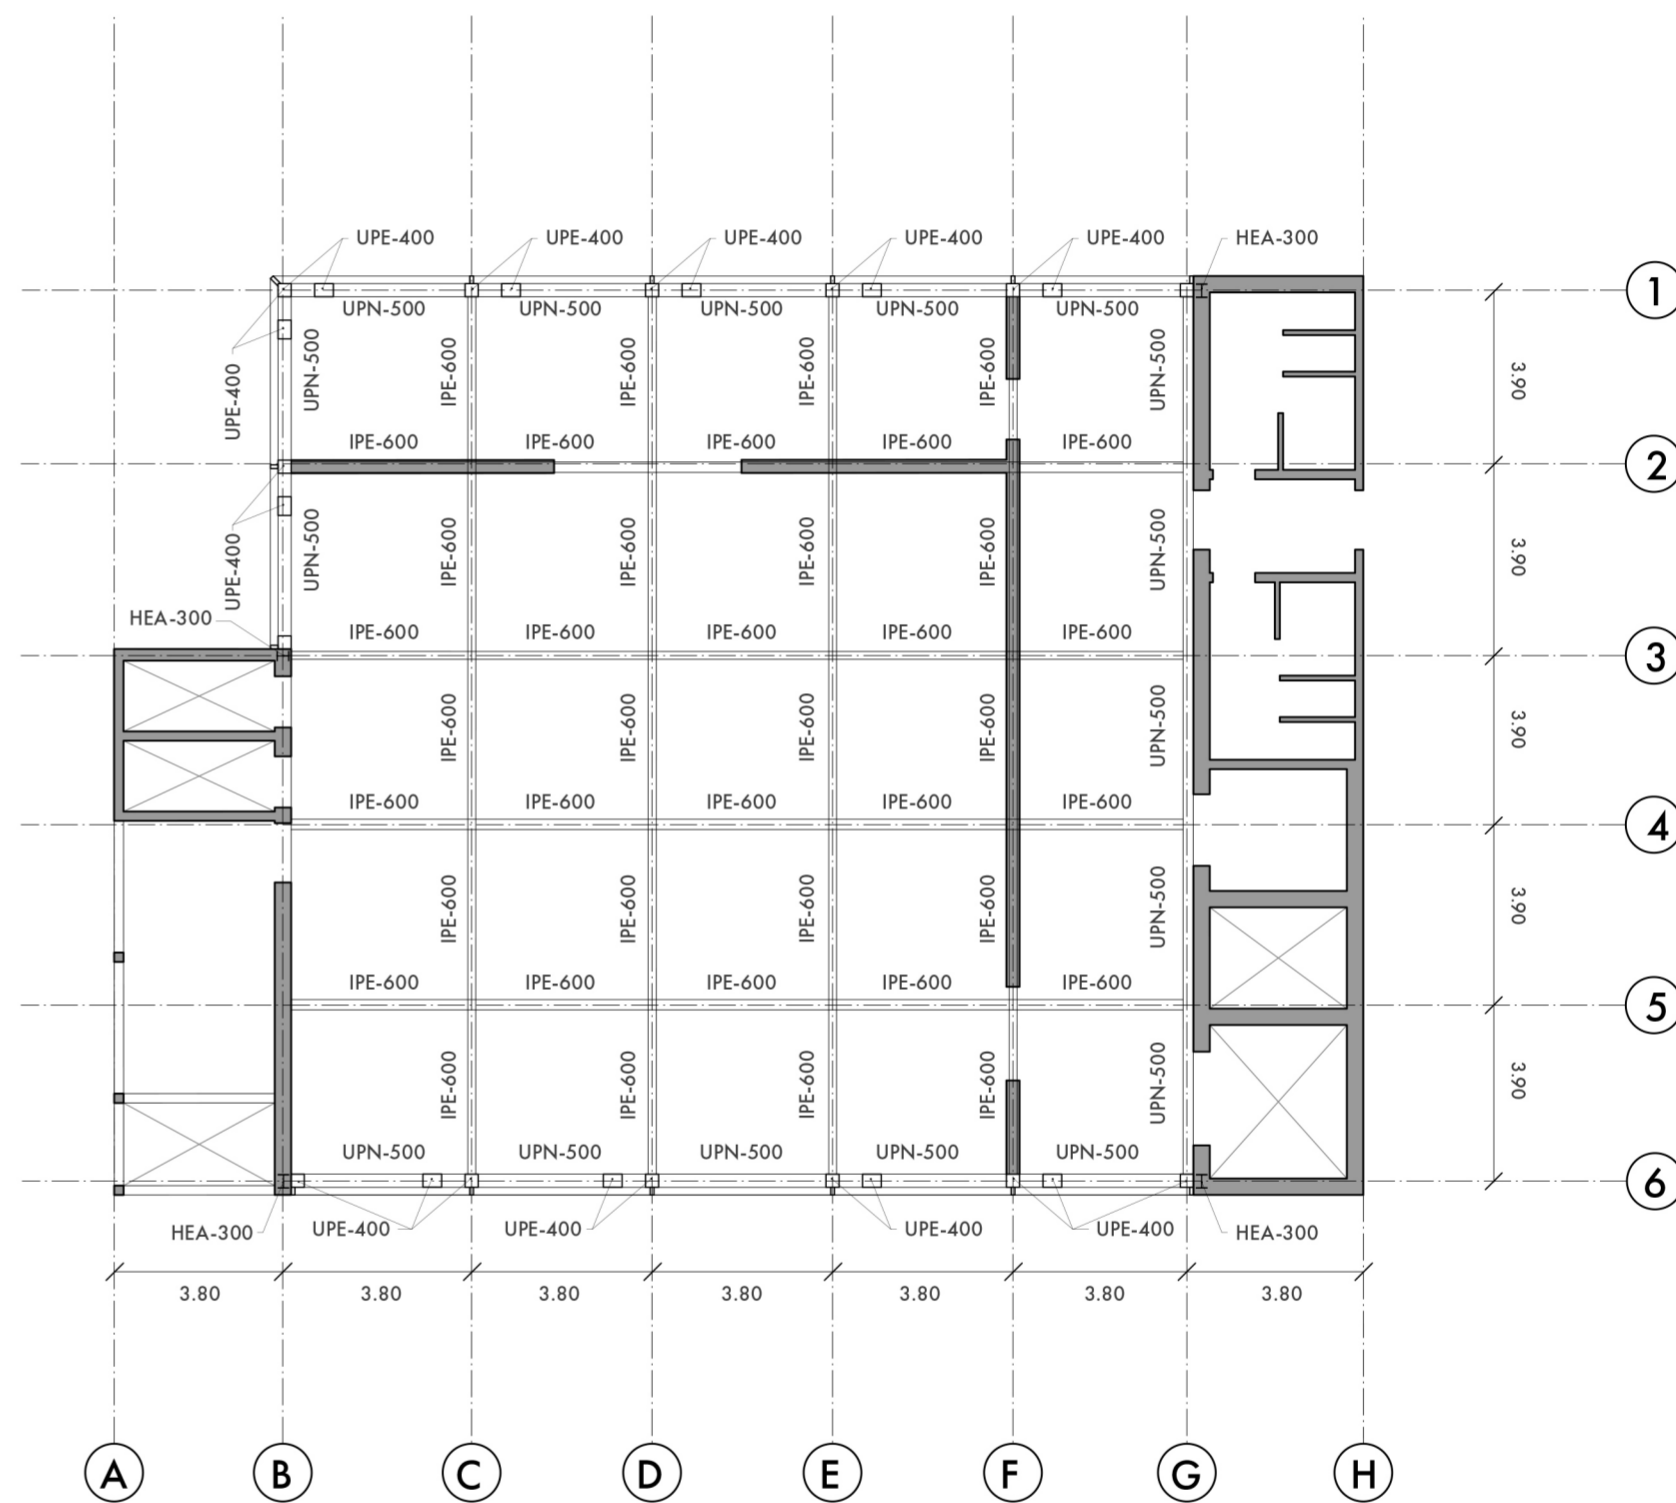 UPE-400 UPE-400 UPE-400 UPE-400 UPE-400 HEA-300
1
UPN-500 UPN-500 UPN-500 UPN-500 UPN-500
UPE-400 UPN-500 IPE-600 IPE-600 IPE-600 IPE-600 UPN-500 3.90
IPE-600 IPE-600 IPE-600 IPE-600 IPE-600
2
UPE-400 UPN-500 IPE-600 IPE-600 IPE-600 IPE-600 UPN-500 3.90
HEA-300
IPE-600 IPE-600 IPE-600 IPE-600 IPE-600
3
IPE-600 IPE-600 IPE-600 IPE-600 UPN-500 3.90
IPE-600 IPE-600 IPE-600 IPE-600 IPE-600
4
IPE-600 IPE-600 IPE-600 IPE-600 UPN-500 3.90
IPE-600 IPE-600 IPE-600 IPE-600 IPE-600
5
IPE-600 IPE-600 IPE-600 IPE-600 UPN-500 3.90
UPN-500 UPN-500 UPN-500 UPN-500 UPN-500
6
HEA-300 UPE-400 UPE-400 UPE-400 UPE-400 HEA-300
3.80 3.80 3.80 3.80 3.80 3.80 3.80
A B C D E F G H